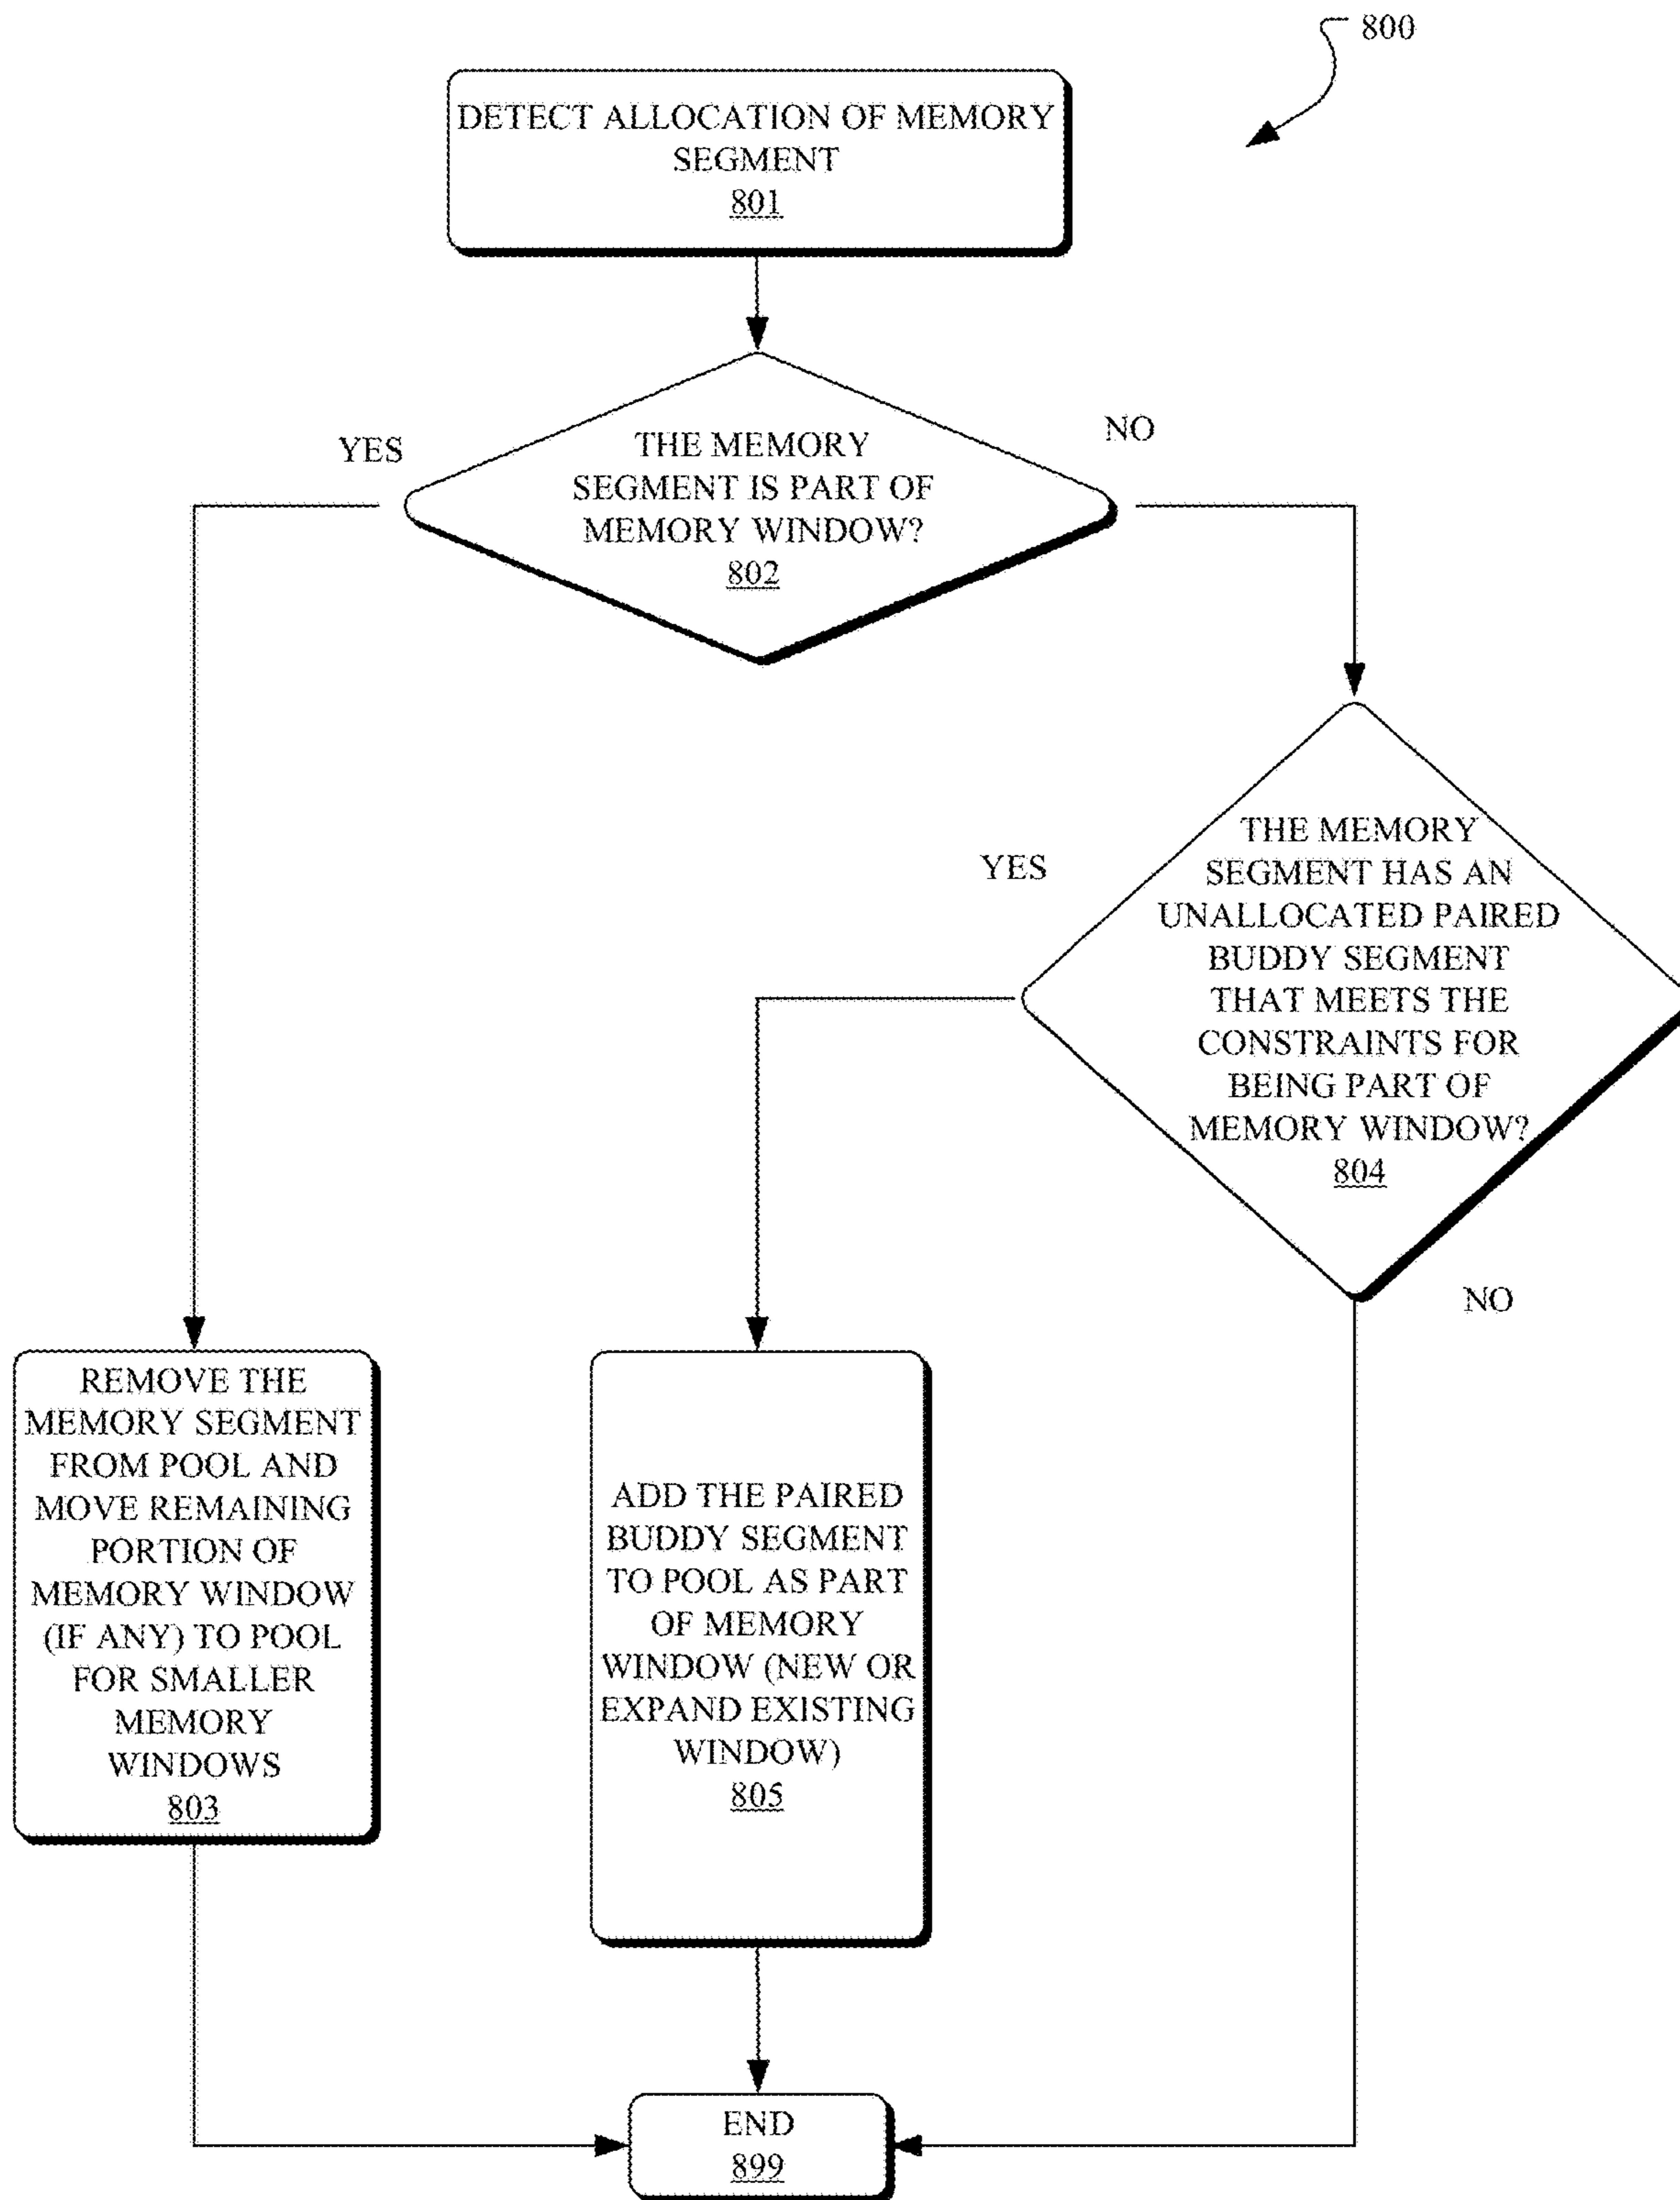 800
DETECT ALLOCATION OF MEMORY
SEGMENT
801
YES
NO
THE MEMORY
SEGMENT IS PART OF
MEMORY WINDOW?
802
YES
THE MEMORY
SEGMENT HAS AN
UNALLOCATED PAIRED
BUDDY SEGMENT
THAT MEETS THE
CONSTRAINTS FOR
BEING PART OF
MEMORY WINDOW?
804
NO
REMOVE THE
MEMORY SEGMENT
FROM POOL AND
MOVE REMAINING
PORTION OF
MEMORY WINDOW
(IF ANY) TO POOL
FOR SMALLER
MEMORY
WINDOWS
803
ADD THE PAIRED
BUDDY SEGMENT
TO POOL AS PART
OF MEMORY
WINDOW (NEW OR
EXPAND EXISTING
WINDOW)
805
END
899